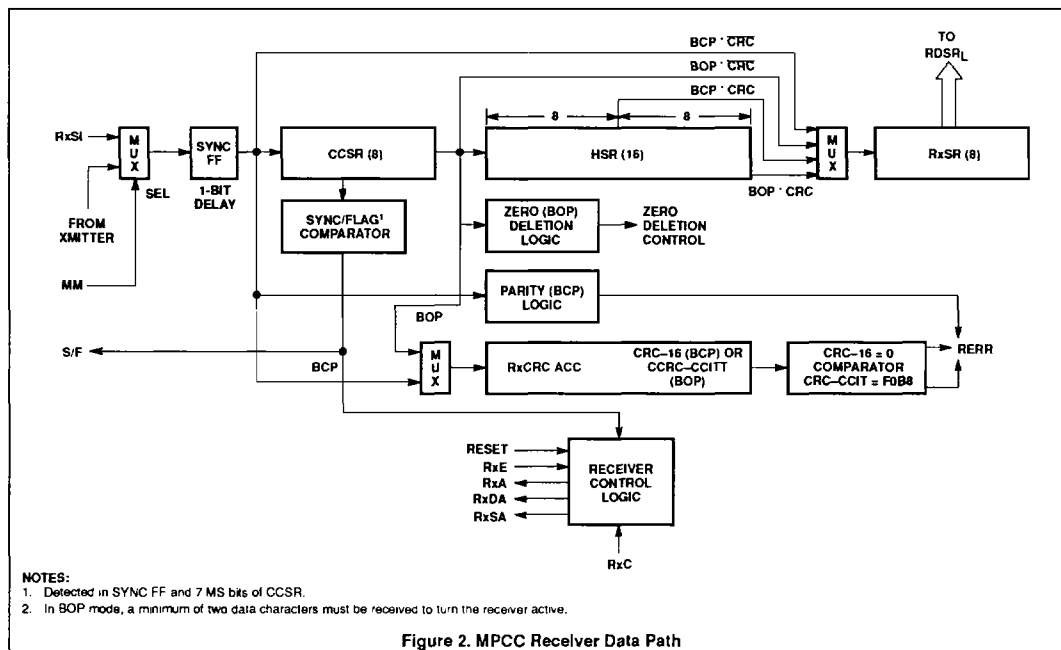 TO
RDSRL
BCP · CRC
BOP · CRC
BCP · CRC
8
8
RxSI
MUX
SYNC
FF
CCSR (8)
HSR (16)
MUX
RxSR (8)
SEL
1-BIT
DELAY
BOP · CRC
FROM
XMITTER
SYNC/FLAG1
COMPARATOR
ZERO (BOP)
DELETION
LOGIC
ZERO
DELETION
CONTROL
MM
PARITY (BCP)
LOGIC
BOP
S/F
BCP
MUX
RxCRC ACC
CRC–16 (BCP) OR
CCRC–CCITT
(BOP)
CRC–16 = 0
COMPARATOR
CRC–CCIT = F0B8
RERR
RESET
RxE
RxA
RxDA
RxSA
RECEIVER
CONTROL
LOGIC
RxC
NOTES:
1. Detected in SYNC FF and 7 MS bits of CCSR.
2. In BOP mode, a minimum of two data characters must be received to turn the receiver active.
Figure 2. MPCC Receiver Data Path